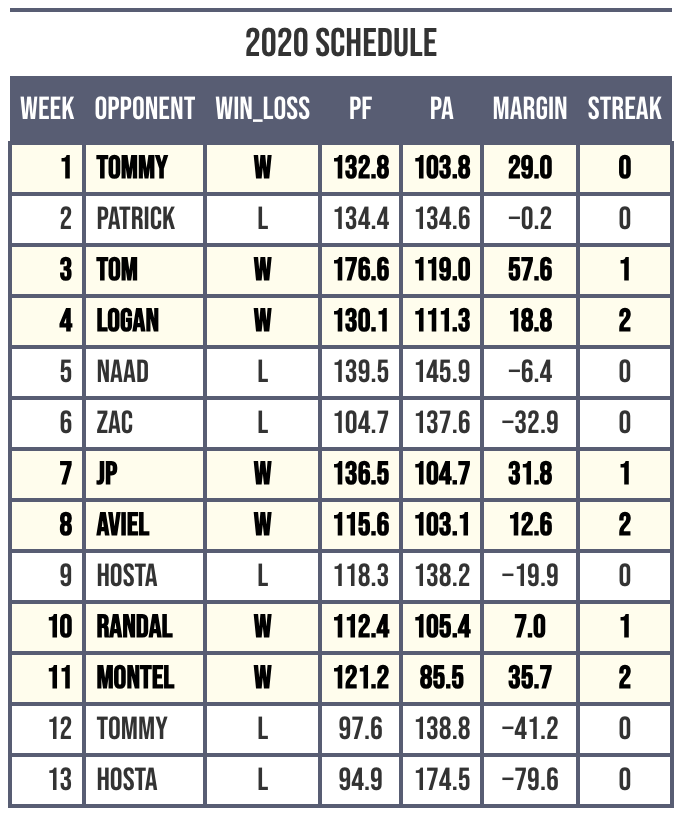 2020 SCHEDULE
WEEK OPPONENT WIN_LOSS PF PA MARGIN STREAK
1 TOMMY W 132.8 103.8 29.0 0
2 PATRICK L 134.4 134.6 −0.2 0
3 TOM W 176.6 119.0 57.6 1
4 LOGAN W 130.1 111.3 18.8 2
5 NAAD L 139.5 145.9 −6.4 0
6 ZAC L 104.7 137.6 −32.9 0
7 JP W 136.5 104.7 31.8 1
8 AVIEL W 115.6 103.1 12.6 2
9 HOSTA L 118.3 138.2 −19.9 0
10 RANDAL W 112.4 105.4 7.0 1
11 MONTEL W 121.2 85.5 35.7 2
12 TOMMY L 97.6 138.8 −41.2 0
13 HOSTA L 94.9 174.5 −79.6 0